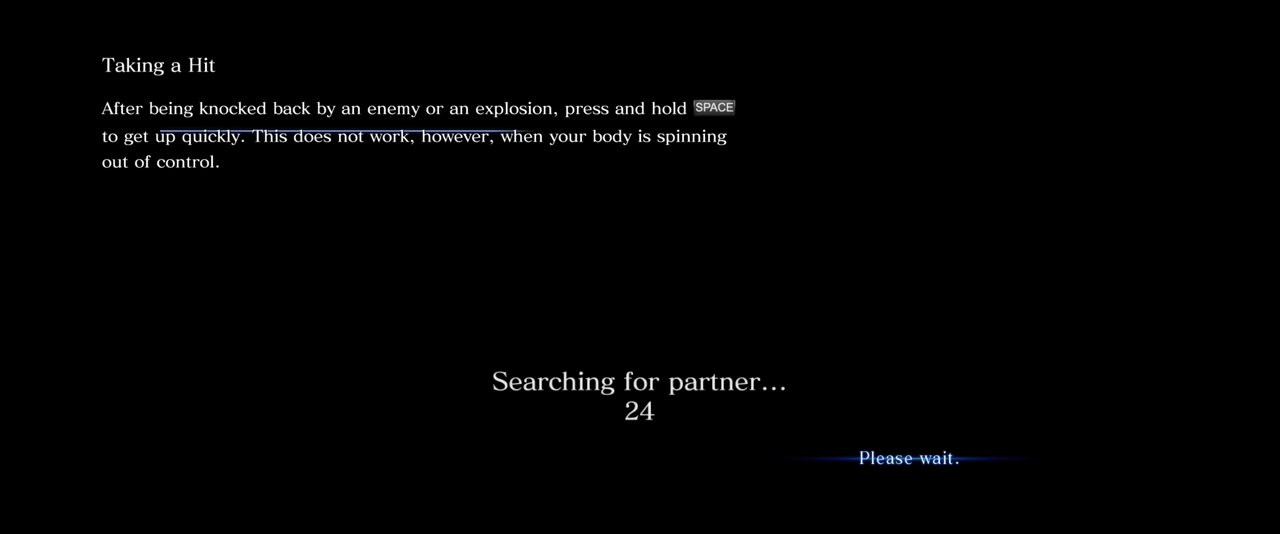 Taking a Hit
After being knocked back by an enemy or an explosion, press and hold SPACE
to get up quickly. This does not work, however, when your body is spinning
out of control.
Searching for partner...
24
Please wait.